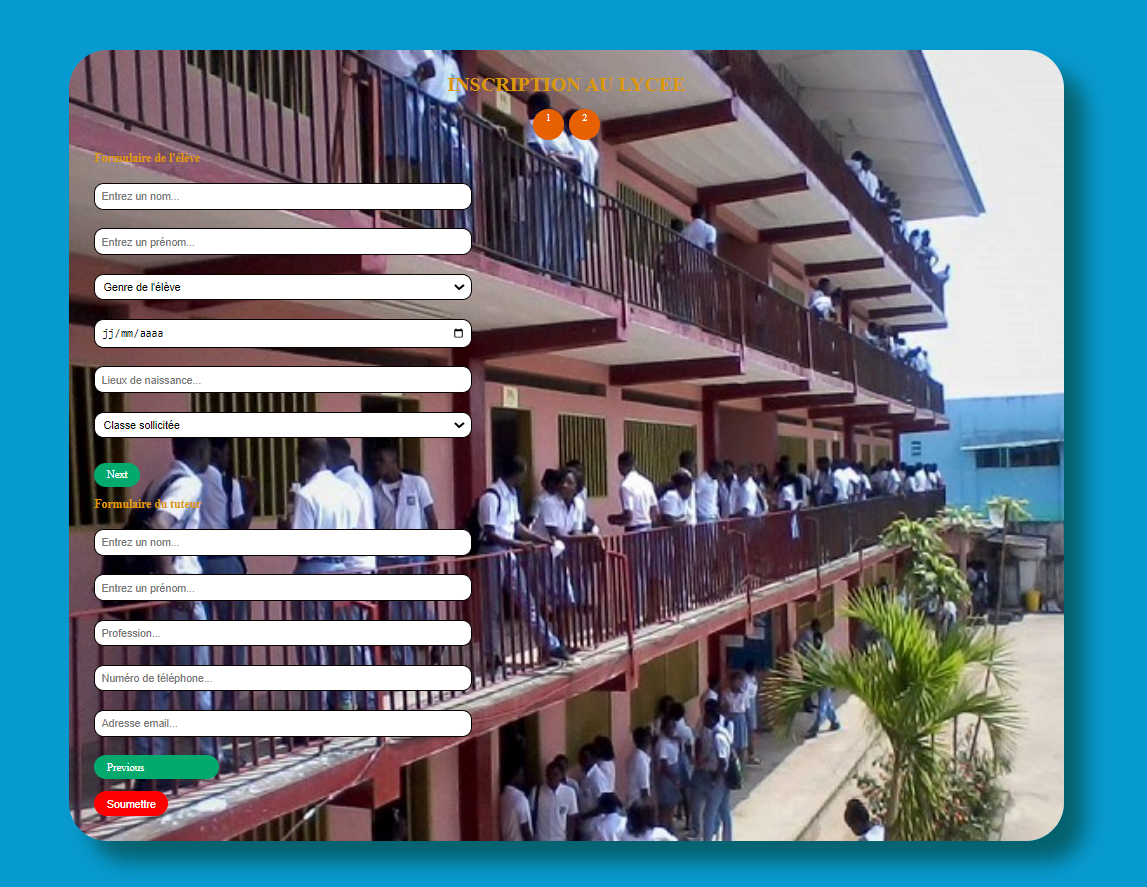 INSCRIPTION AU LYCEE
1 2
Formulaire de l'élève
Entrez un nom...
Entrez un prénom...
Genre de l'élève
jj/mm/aaaa
Lieux de naissance...
Classe sollicitée
Next
Formulaire du tuteur
Entrez un nom...
Entrez un prénom...
Profession...
Numéro de téléphone...
Adresse email...
Previous
Soumettre